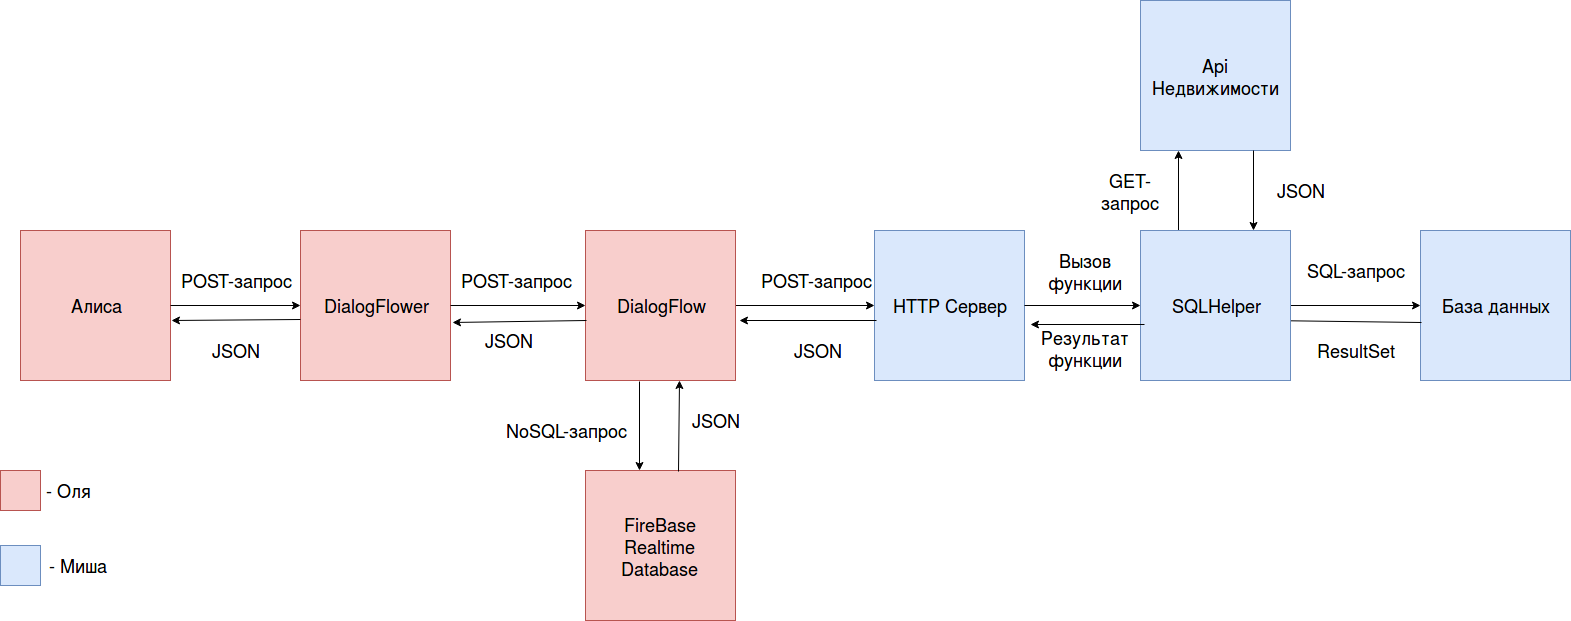 Api
Недвижимости
GET-
запрос
JSON
Алиса
POST-запрос
JSON
DialogFlower
POST-запрос
JSON
DialogFlow
POST-запрос
JSON
HTTP Сервер
Вызов
функции
Результат
функции
SQLHelper
SQL-запрос
ResultSet
База данных
NoSQL-запрос
JSON
FireBase
Realtime
Database
- Оля
- Миша